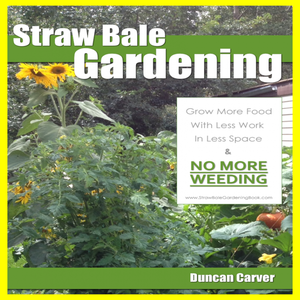 Straw Bale
Gardening
Grow More Food
With Less Work
In Less Space
&
NO MORE
WEEDING
www.StrawBaleGardeningBook.com
Duncan Carver